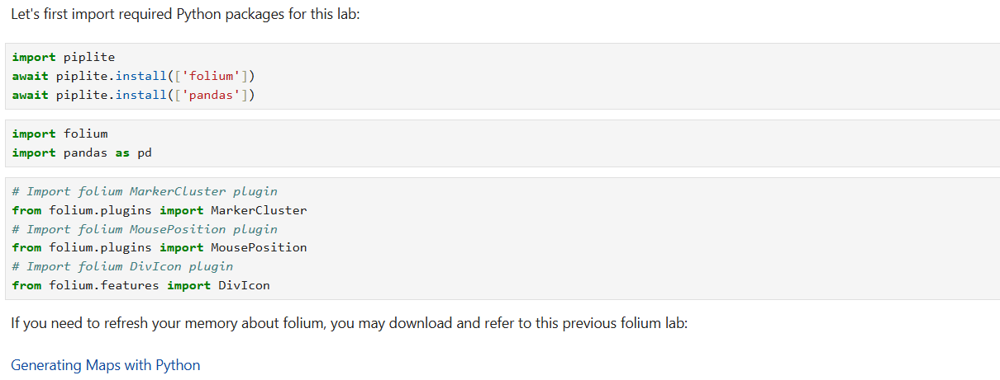 Let's first import required Python packages for this lab:
import piplite
await piplite.install(['folium'])
await piplite.install(['pandas'])
import folium
import pandas as pd
# Import folium MarkerCluster plugin
from folium.plugins import MarkerCluster
# Import folium MousePosition plugin
from folium.plugins import MousePosition
# Import folium DivIcon plugin
from folium.features import DivIcon
If you need to refresh your memory about folium, you may download and refer to this previous folium lab:
Generating Maps with Python